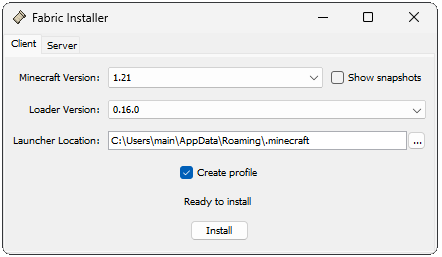 Fabric Installer
Client Server
Minecraft Version: 1.21 Show snapshots
Loader Version: 0.16.0
Launcher Location: C:\Users\main\AppData\Roaming\.minecraft ...
Create profile
Ready to install
Install